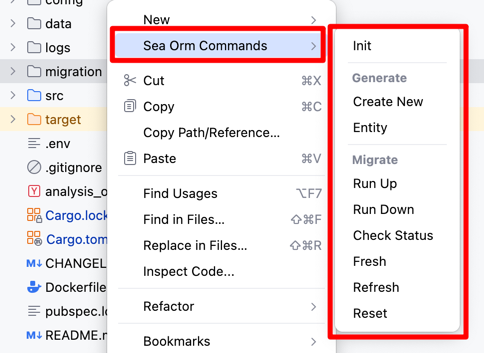 config
data
logs
migration
src
target
.env
.gitignore
analysis_o
Cargo.lock
Cargo.tom
CHANGEL
Dockerfile
pubspec.lo
README.m
New
Sea Orm Commands
Cut ⌘X
Copy ⌘C
Copy Path/Reference...
Paste ⌘V
Find Usages ⌥F7
Find in Files... ⇧⌘F
Replace in Files... ⇧⌘R
Inspect Code...
Refactor
Bookmarks
Init
Generate
Create New
Entity
Migrate
Run Up
Run Down
Check Status
Fresh
Refresh
Reset